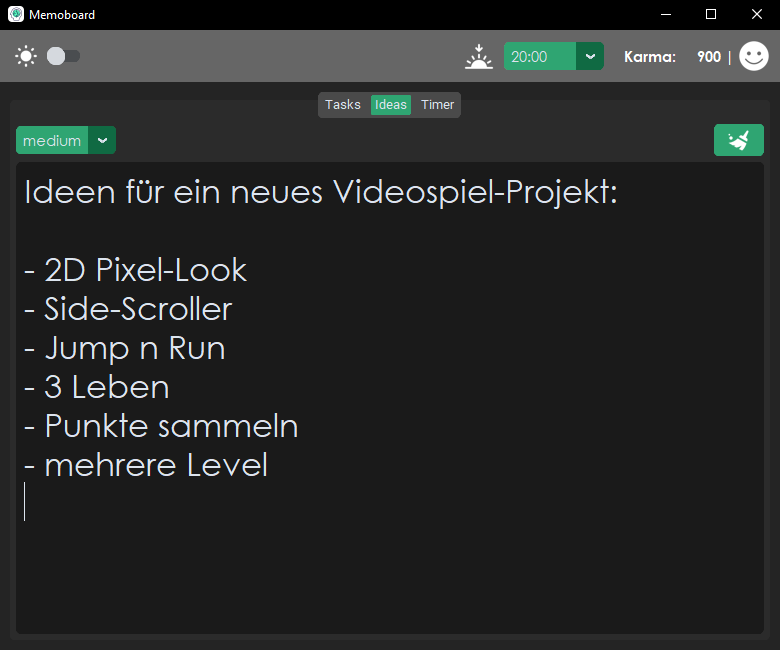 Memoboard
20:00
Karma: 900 |
Tasks Ideas Timer
medium
Ideen für ein neues Videospiel-Projekt:
- 2D Pixel-Look
- Side-Scroller
- Jump n Run
- 3 Leben
- Punkte sammeln
- mehrere Level